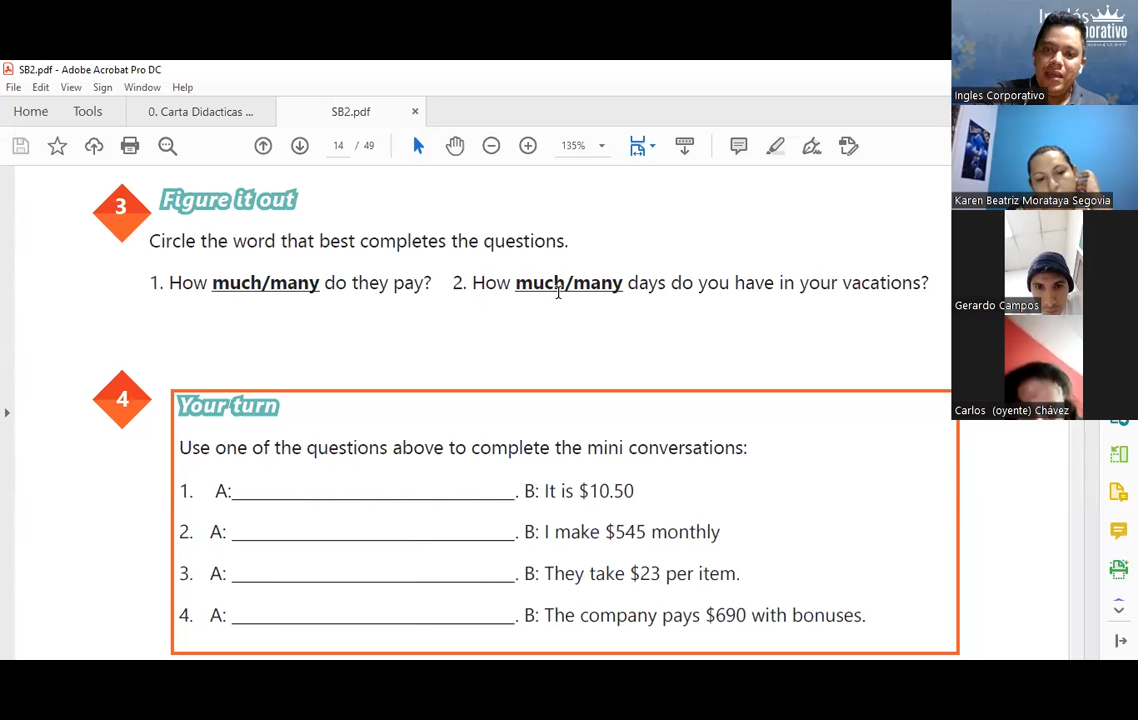 SB2.pdf - Adobe Acrobat Pro DC
File Edit View Sign Window Help
Home Tools 0. Carta Didacticas ... SB2.pdf ×
14 / 49 135%
3 Figure it out
Circle the word that best completes the questions.
1. How much/many do they pay? 2. How much/many days do you have in your vacations?
4 Your turn
Use one of the questions above to complete the mini conversations:
1. A:______________________________. B: It is $10.50
2. A: ______________________________. B: I make $545 monthly
3. A: ______________________________. B: They take $23 per item.
4. A: ______________________________. B: The company pays $690 with bonuses.
Ingles Corporativo
Karen Beatriz Morataya Segovia
Gerardo Campos
Carlos (oyente) Chávez